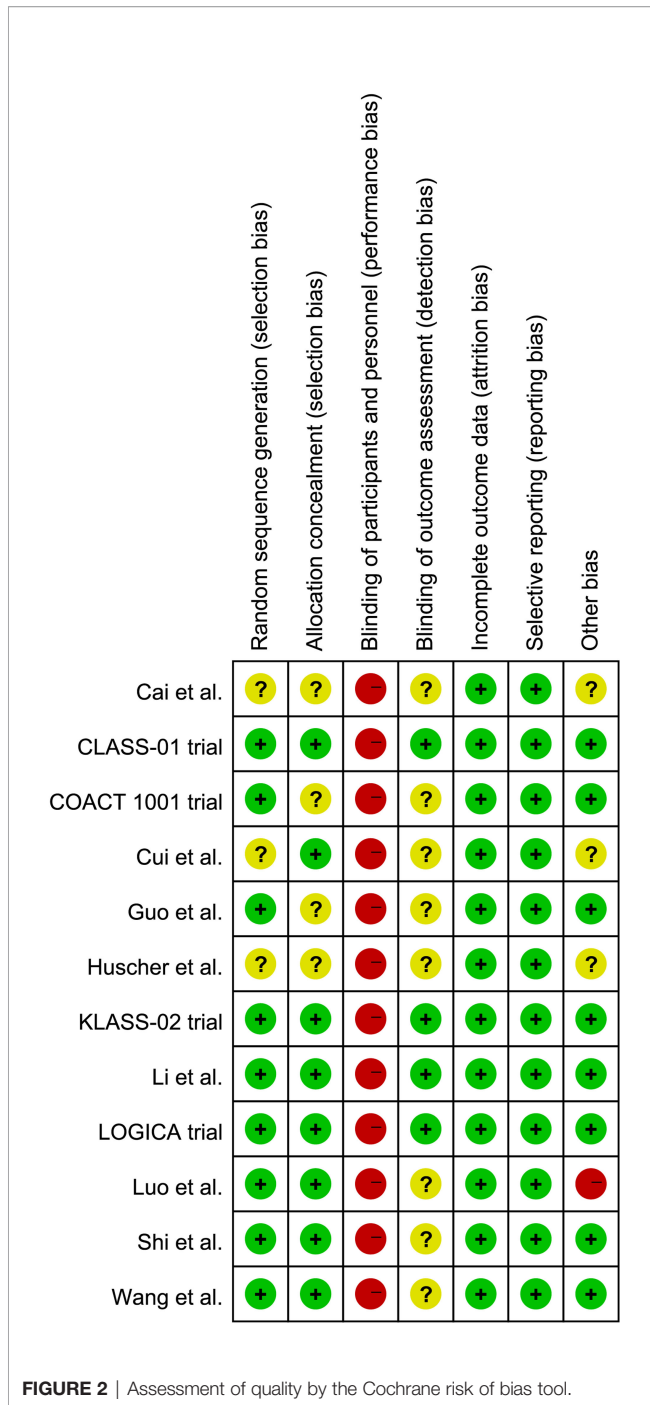 Random sequence generation (selection bias)
Allocation concealment (selection bias)
Blinding of participants and personnel (performance bias)
Blinding of outcome assessment (detection bias)
Incomplete outcome data (attrition bias)
Selective reporting (reporting bias)
Other bias
Cai et al. ? ? – ? + + ?
CLASS-01 trial + + – + + + +
COACT 1001 trial + ? – ? + + +
Cui et al. ? + – ? + + ?
Guo et al. + ? – ? + + +
Huscher et al. ? ? – ? + + ?
KLASS-02 trial + + – + + + +
Li et al. + + – + + + +
LOGICA trial + + – + + + +
Luo et al. + + – ? + + –
Shi et al. + + – ? + + +
Wang et al. + + – ? + + +
FIGURE 2 | Assessment of quality by the Cochrane risk of bias tool.